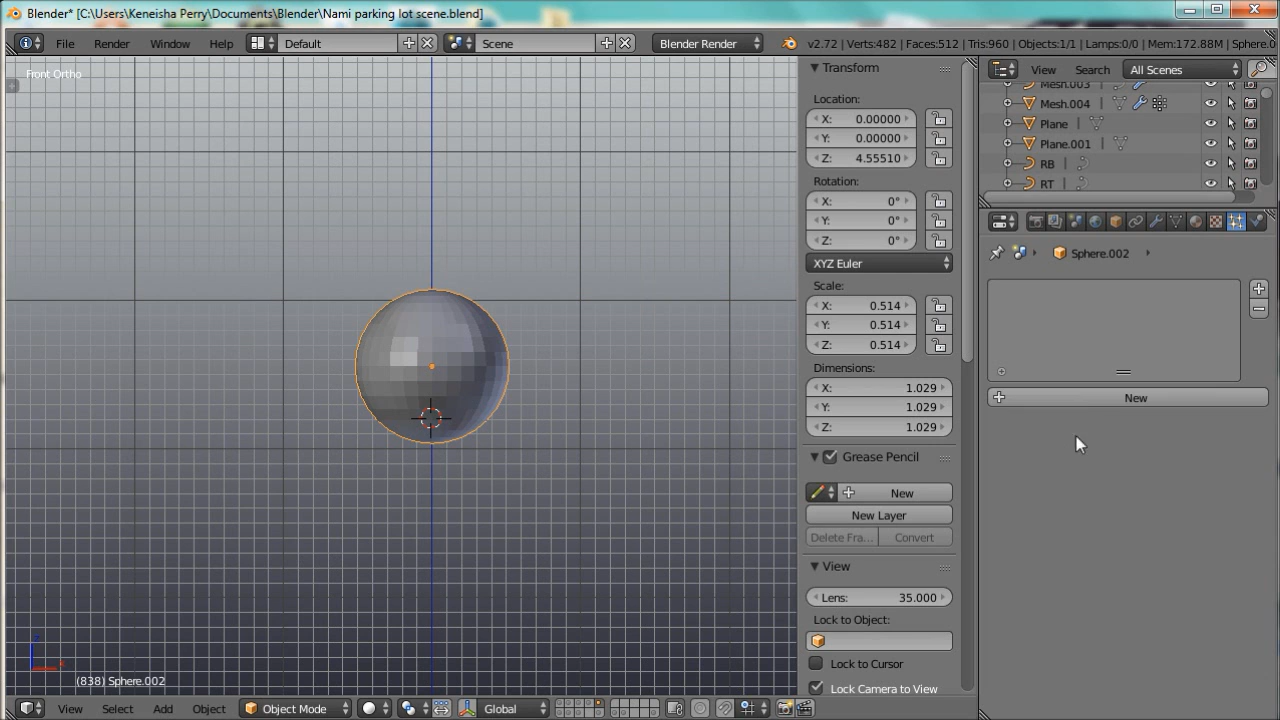 Blender* [C:\Users\Keneisha Perry\Documents\Blender\Nami parking lot scene.blend]
File Render Window Help Default Scene Blender Render v2.72 | Verts:482 | Faces:512 | Tris:960 | Objects:1/1 | Lamps:0/0 | Mem:172.88M | Sphere.0
Front Ortho
Transform
Location:
X: 0.00000
Y: 0.00000
Z: 4.55510
Rotation:
X: 0°
Y: 0°
Z: 0°
XYZ Euler
Scale:
X: 0.514
Y: 0.514
Z: 0.514
Dimensions:
X: 1.029
Y: 1.029
Z: 1.029
Grease Pencil
New
New Layer
Delete Fra... Convert
View
Lens: 35.000
Lock to Object:
Lock to Cursor
Lock Camera to View
View Search All Scenes
Mesh.003
Mesh.004
Plane
Plane.001
RB
RT
Sphere.002
New
z
x
(838) Sphere.002
View Select Add Object Object Mode Global